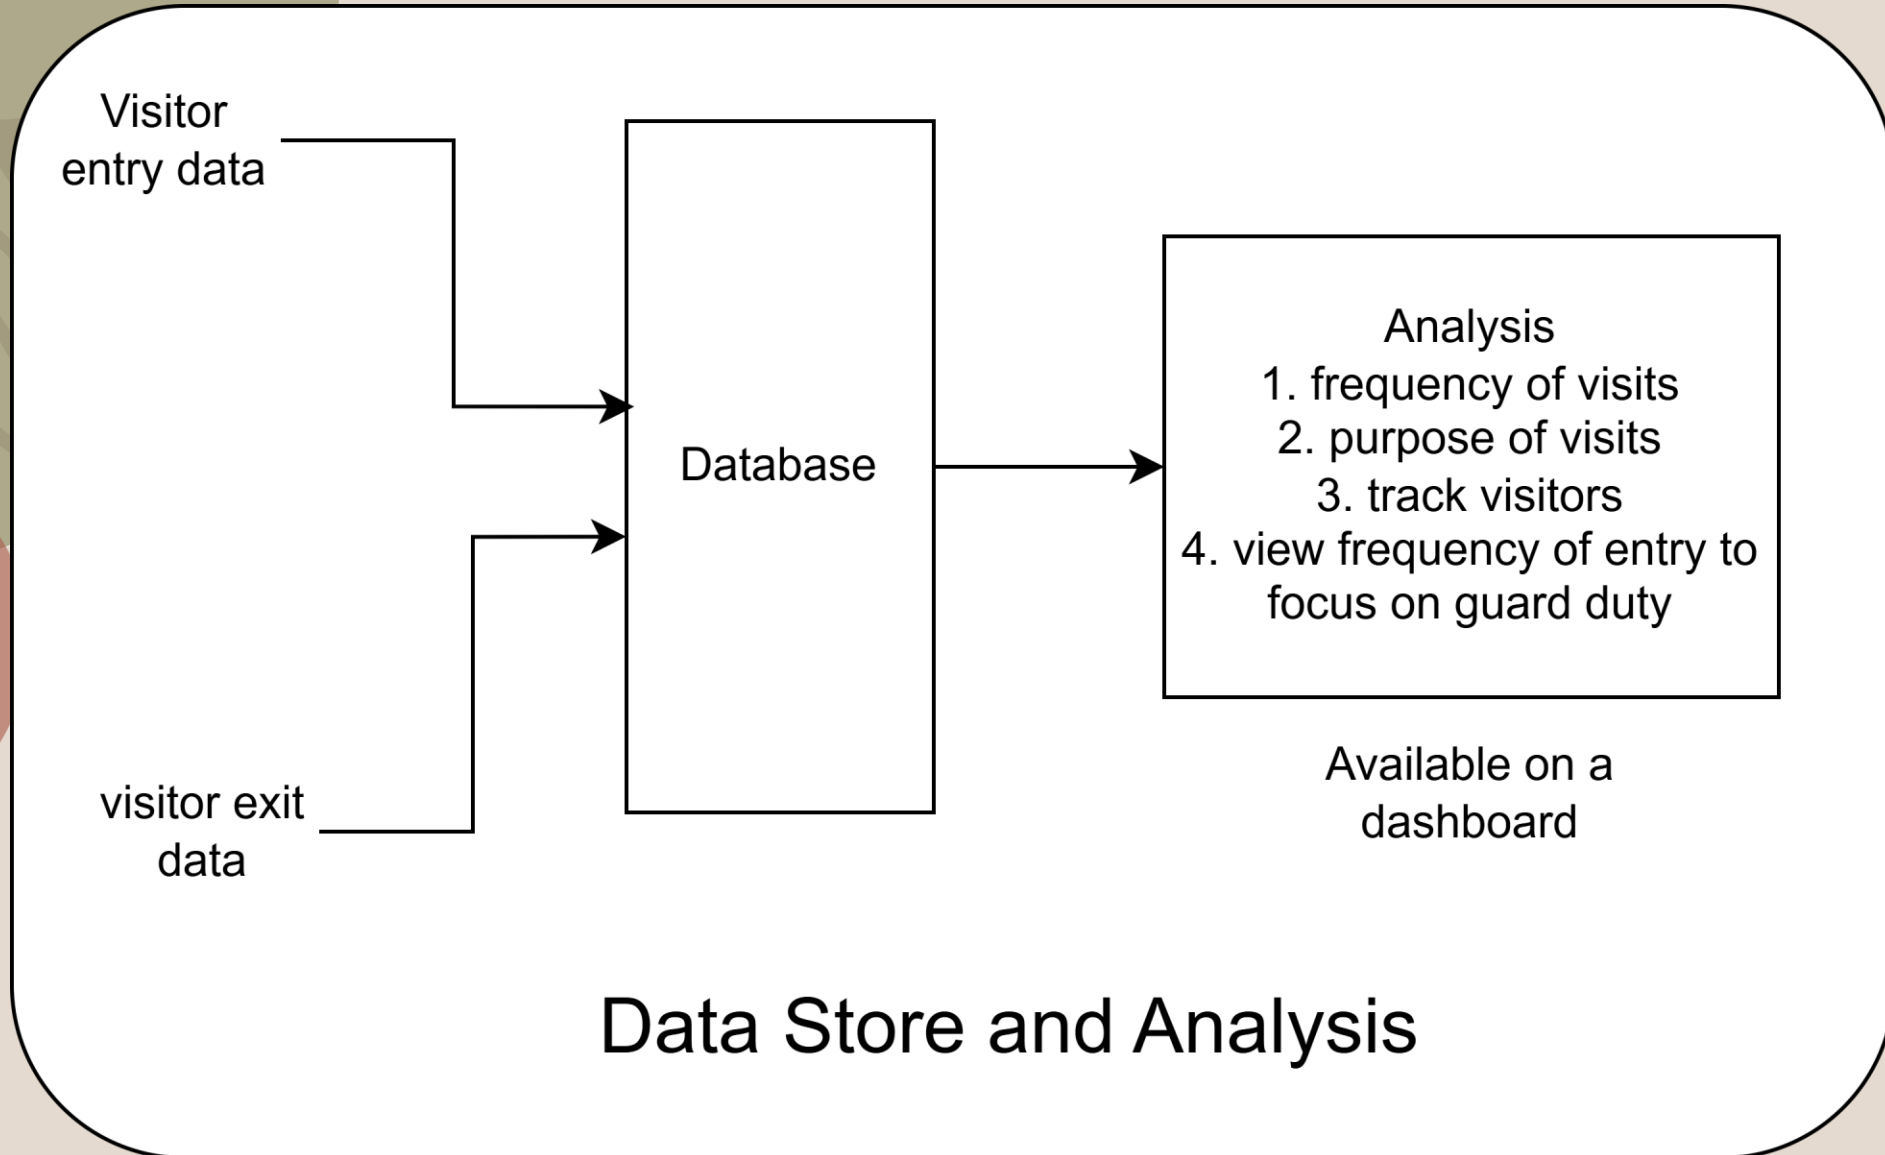 Visitor
entry data
Database
visitor exit
data
Analysis
1. frequency of visits
2. purpose of visits
3. track visitors
4. view frequency of entry to
focus on guard duty
Available on a
dashboard
Data Store and Analysis